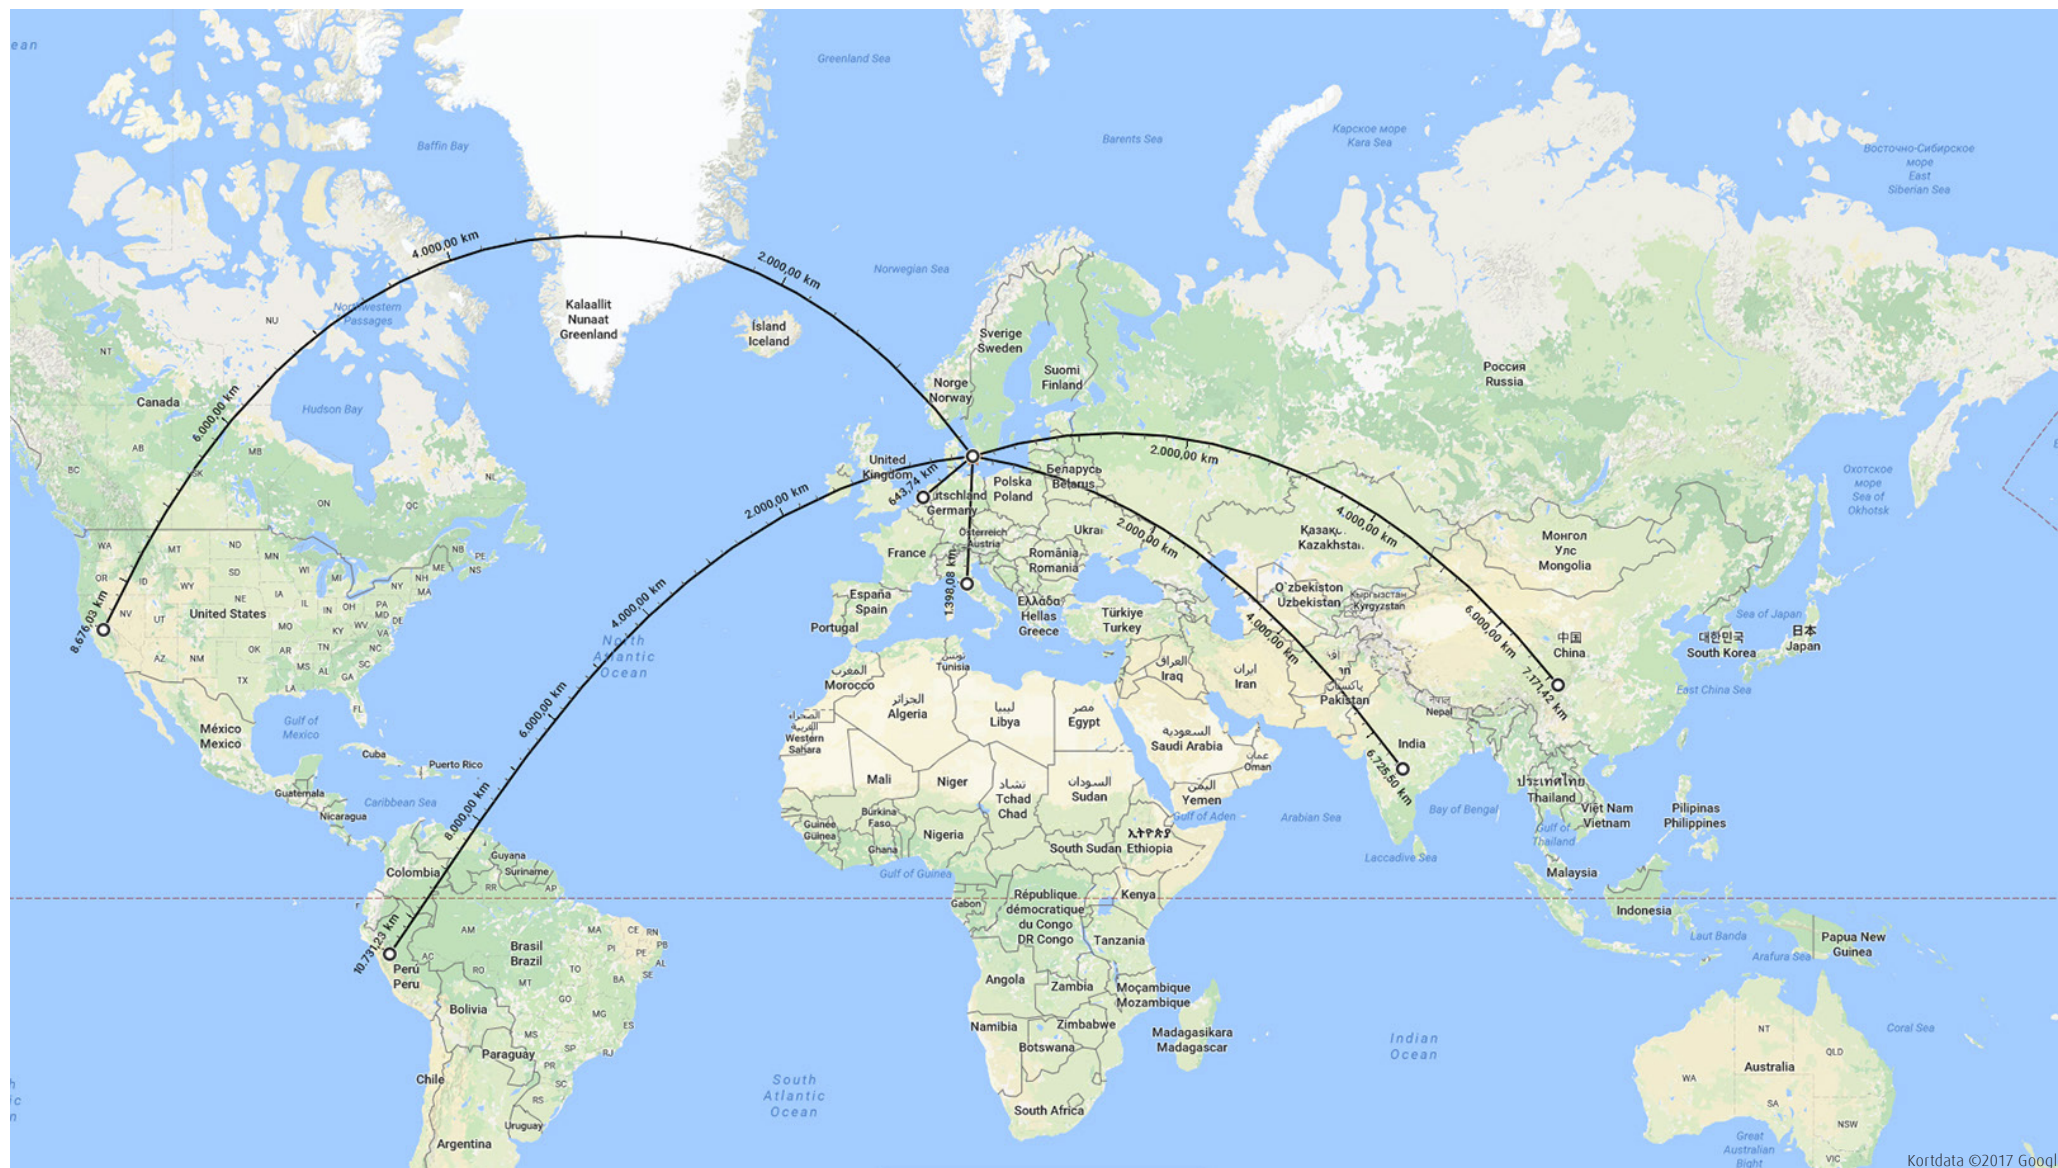 ean
Greenland Sea
Baffin Bay
Barents Sea
Карское море
Kara Sea
Восточно-Сибирское
море
East
Siberian Sea
4.000,00 km
2.000,00 km
Norwegian Sea
Kalaallit
Nunaat
Greenland
Northwestern
Passages
NU
NT
Ísland
Iceland
Sverige
Sweden
Suomi
Finland
Norge
Norway
Россия
Russia
Canada
Hudson Bay
6.000,00 km
AB
BC
SK
MB
ON
QC
NL
United
Kingdom
643,74 km
utschland
Germany
Polska
Poland
Беларусь
Belarus
2.000,00 km
Охотское
море
Sea of
Okhotsk
2.000,00 km
4.000,00 km
2.000,00 km
Österreich
Austria
Ukrai
France
România
Romania
Қазақ
Kazakhsta
Монгол
Улс
Mongolia
WA
MT
ND
MN
NB
PE
NS
ME
OR
ID
WY
SD
WI
MI
NY
NH
MA
NV
UT
NE
IA
IL
IN
OH
PA
MD
DE
United States
MO
KY
WV
VA
AZ
NM
OK
AR
TN
NC
MS
AL
SC
GA
TX
LA
FL
8.676,03 km
4.000,00 km
1.398,08 km
España
Spain
Portugal
Ελλάδα
Hellas
Greece
Türkiye
Turkey
O'zbekiston
Uzbekistan
Кыргызстан
Kyrgyzstan
4.000,00 km
6.000,00 km
7.171,42 km
中国
China
Sea of Japan
대한민국
South Korea
日本
Japan
East China Sea
North
Atlantic
Ocean
6.000,00 km
تونس
Tunisia
المغرب
Morocco
الجزائر
Algeria
ليبيا
Libya
مصر
Egypt
العراق
Iraq
ایران
Iran
an
پاکستان
Pakistan
नेपाल
Nepal
الصحراء
الغربية
Western
Sahara
السعودية
Saudi Arabia
عمان
Oman
India
6.725,50 km
México
Mexico
Gulf of
Mexico
Cuba
Puerto Rico
Guatemala
Caribbean Sea
Nicaragua
8.000,00 km
Mali
Niger
تشاد
Tchad
Chad
السودان
Sudan
اليمن
Yemen
Gulf of Aden
Arabian Sea
Bay of Bengal
ประเทศไทย
Thailand
Việt Nam
Vietnam
Pilipinas
Philippines
Gulf of
Thailand
Guinée
Guinea
Burkina
Faso
Ghana
Nigeria
ኢትዮጵያ
Ethiopia
South Sudan
Laccadive Sea
Malaysia
Colombia
Guyana
Suriname
RR
AP
Gulf of Guinea
Gabon
République
démocratique
du Congo
DR Congo
Kenya
Indonesia
10.731,23 km
Perú
Peru
AM
AC
RO
Brasil
Brazil
MA
CE
RN
PI
PB
PE
AL
SE
TO
BA
MT
GO
MG
ES
Tanzania
Laut Banda
Arafura Sea
Papua New
Guinea
Bolivia
MS
SP
RJ
Angola
Zambia
Moçambique
Mozambique
Namibia
Zimbabwe
Botswana
Madagasikara
Madagascar
Indian
Ocean
Coral Sea
Paraguay
PR
SC
RS
Chile
South
Atlantic
Ocean
South Africa
Uruguay
Argentina
NT
QLD
Australia
WA
SA
NSW
VIC
Great
Australian
Bight
Kortdata ©2017 Googl